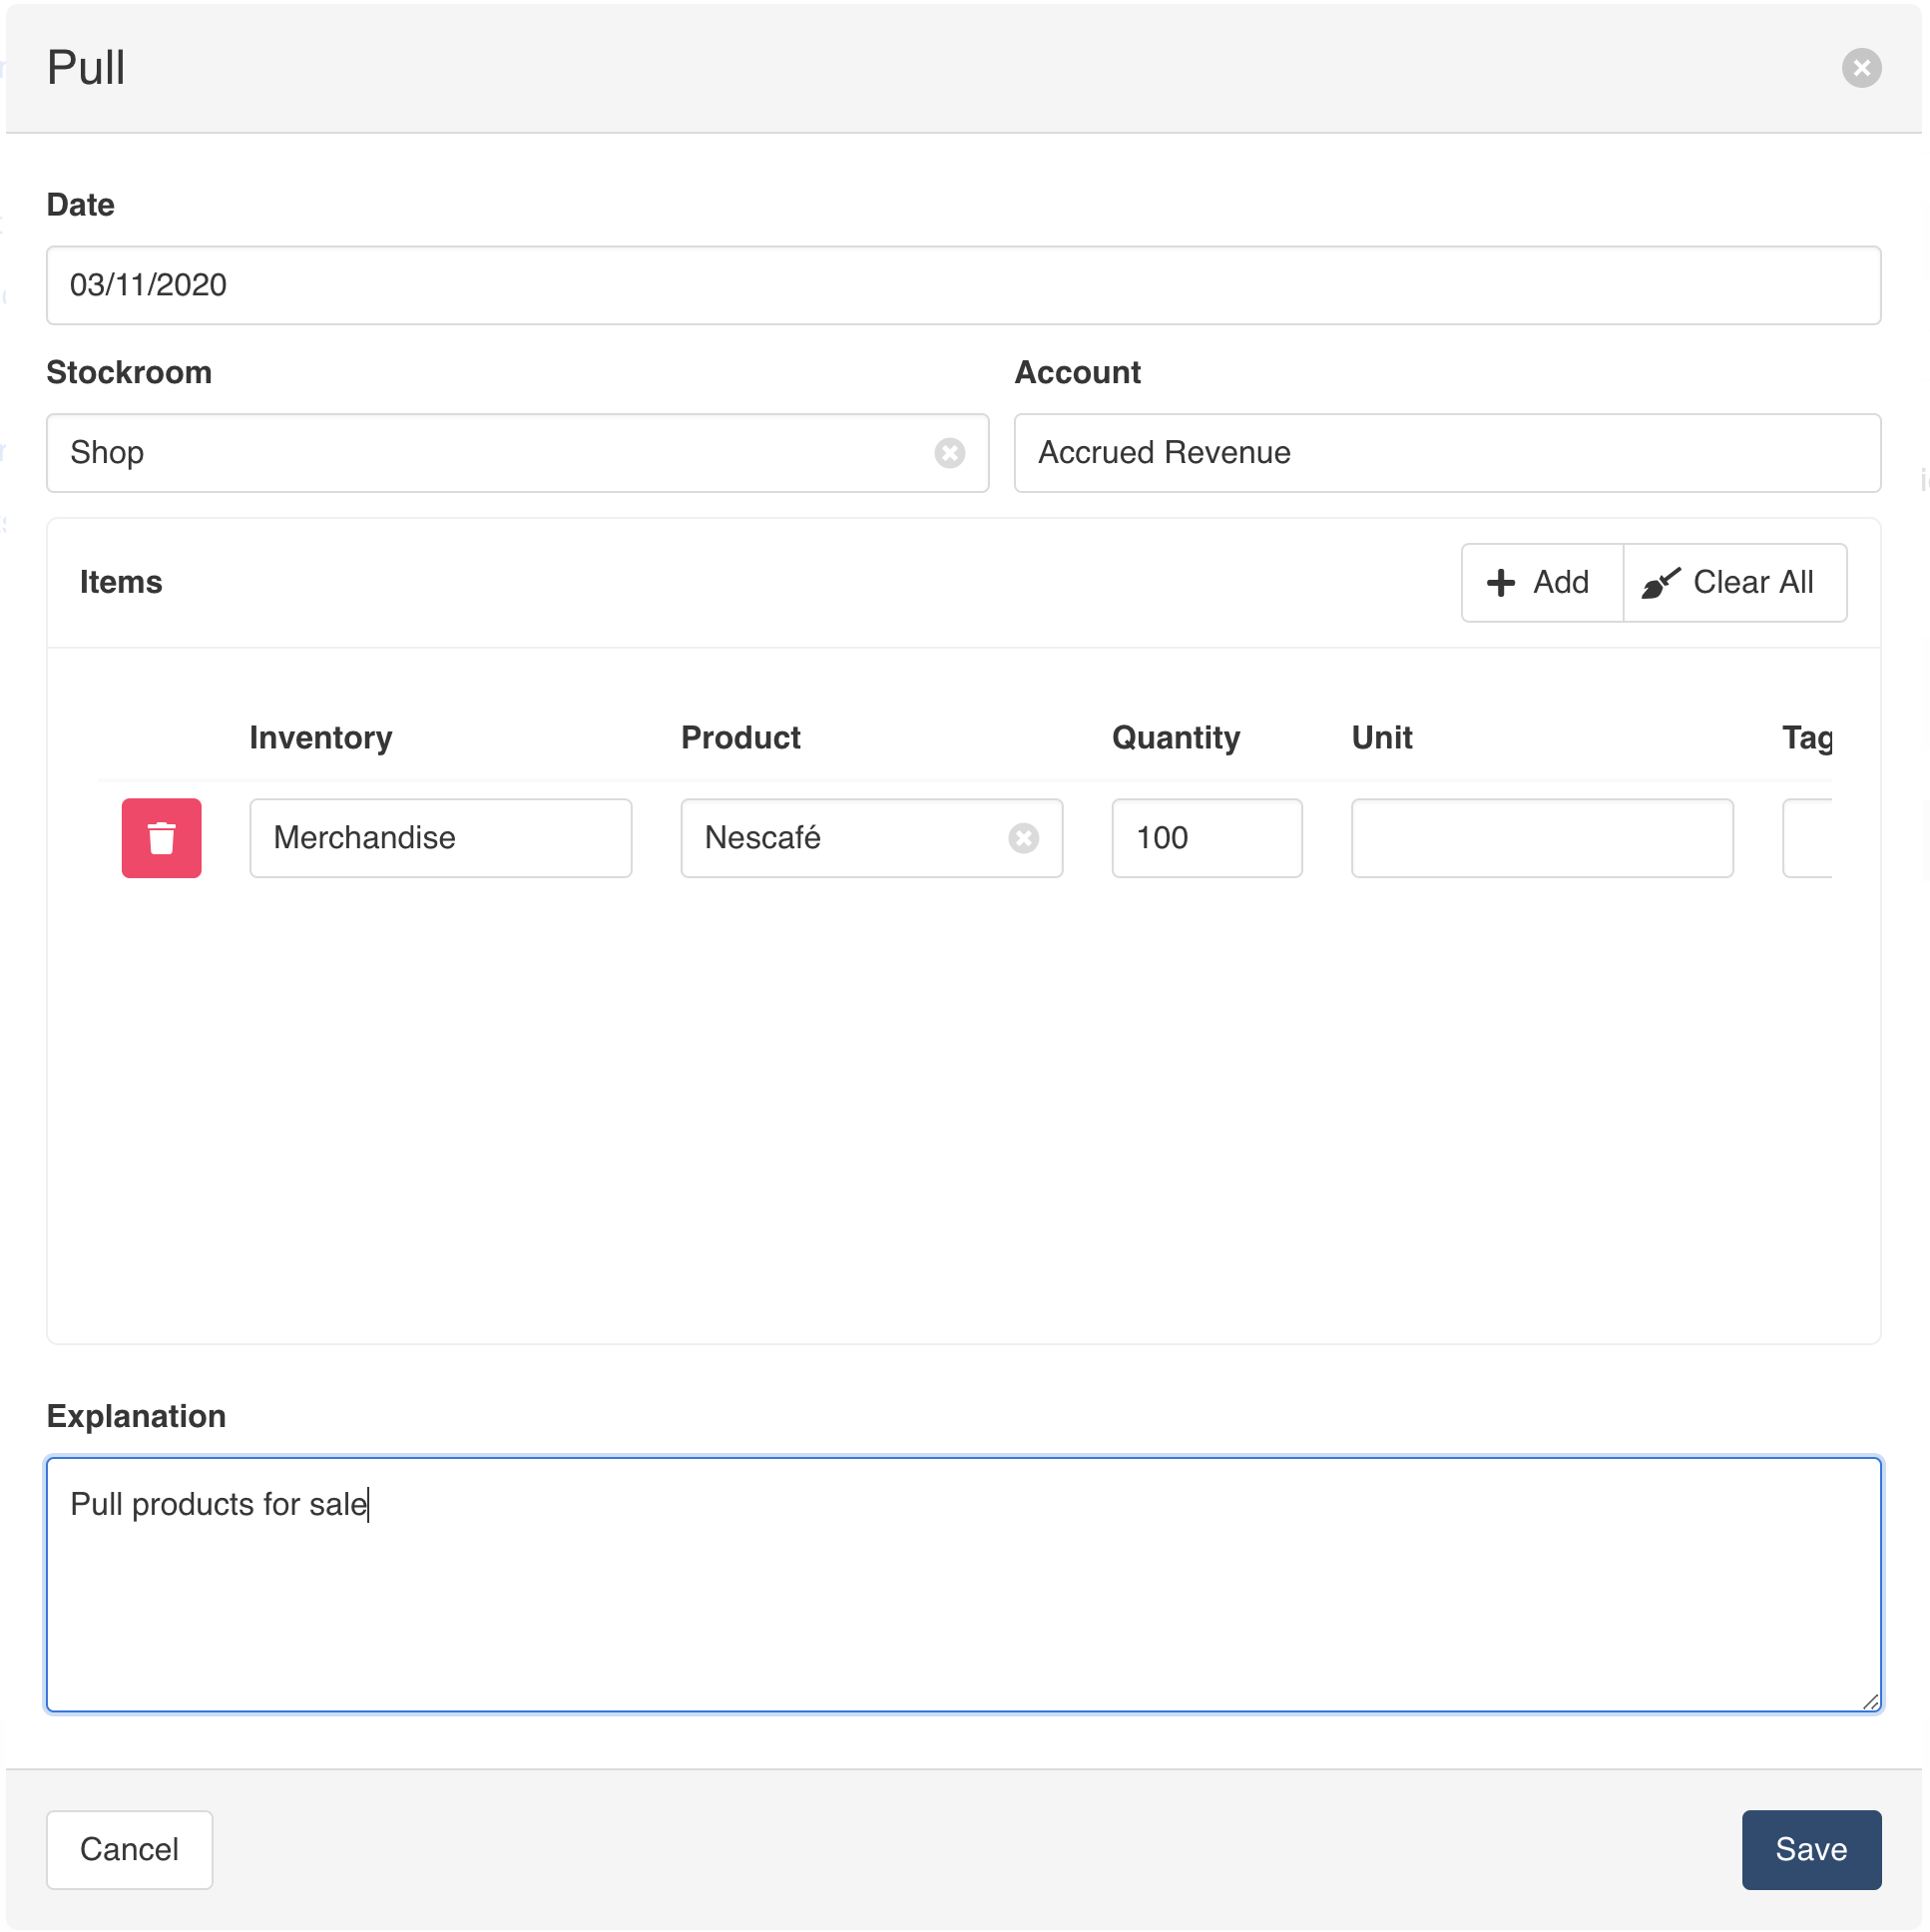 Pull
Date
03/11/2020
Stockroom Account
Shop Accrued Revenue
Items Add Clear All
Inventory Product Quantity Unit Tag
Merchandise Nescafé 100
Explanation
Pull products for sale
Cancel Save